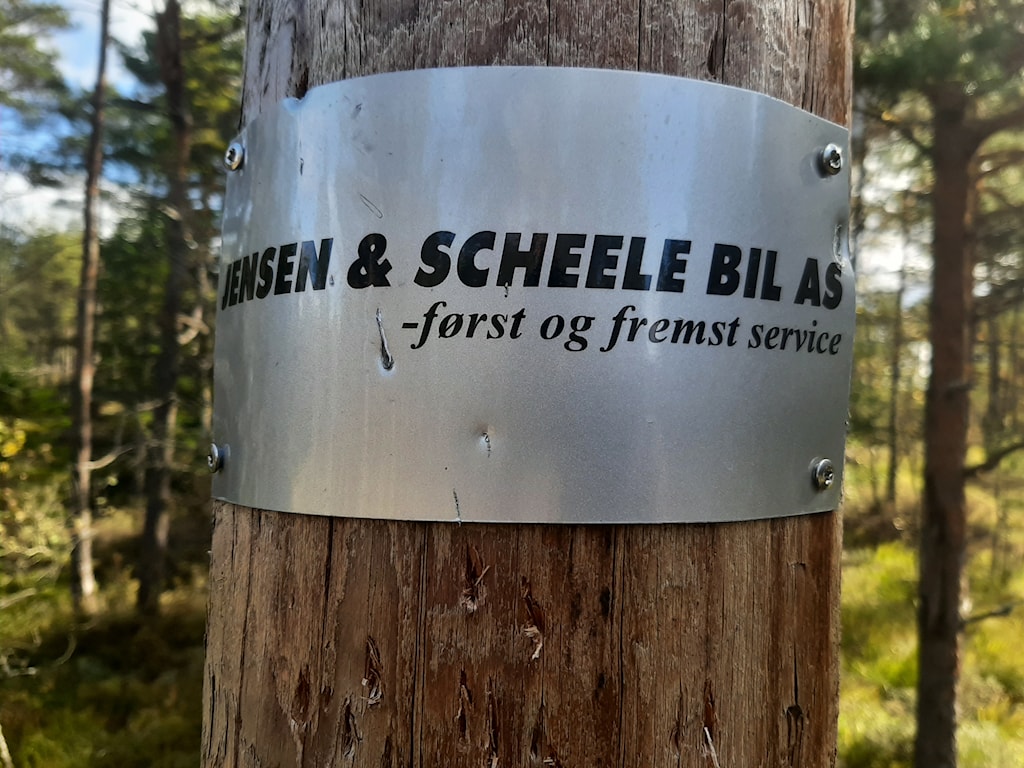 JENSEN & SCHEELE BIL AS
-først og fremst service